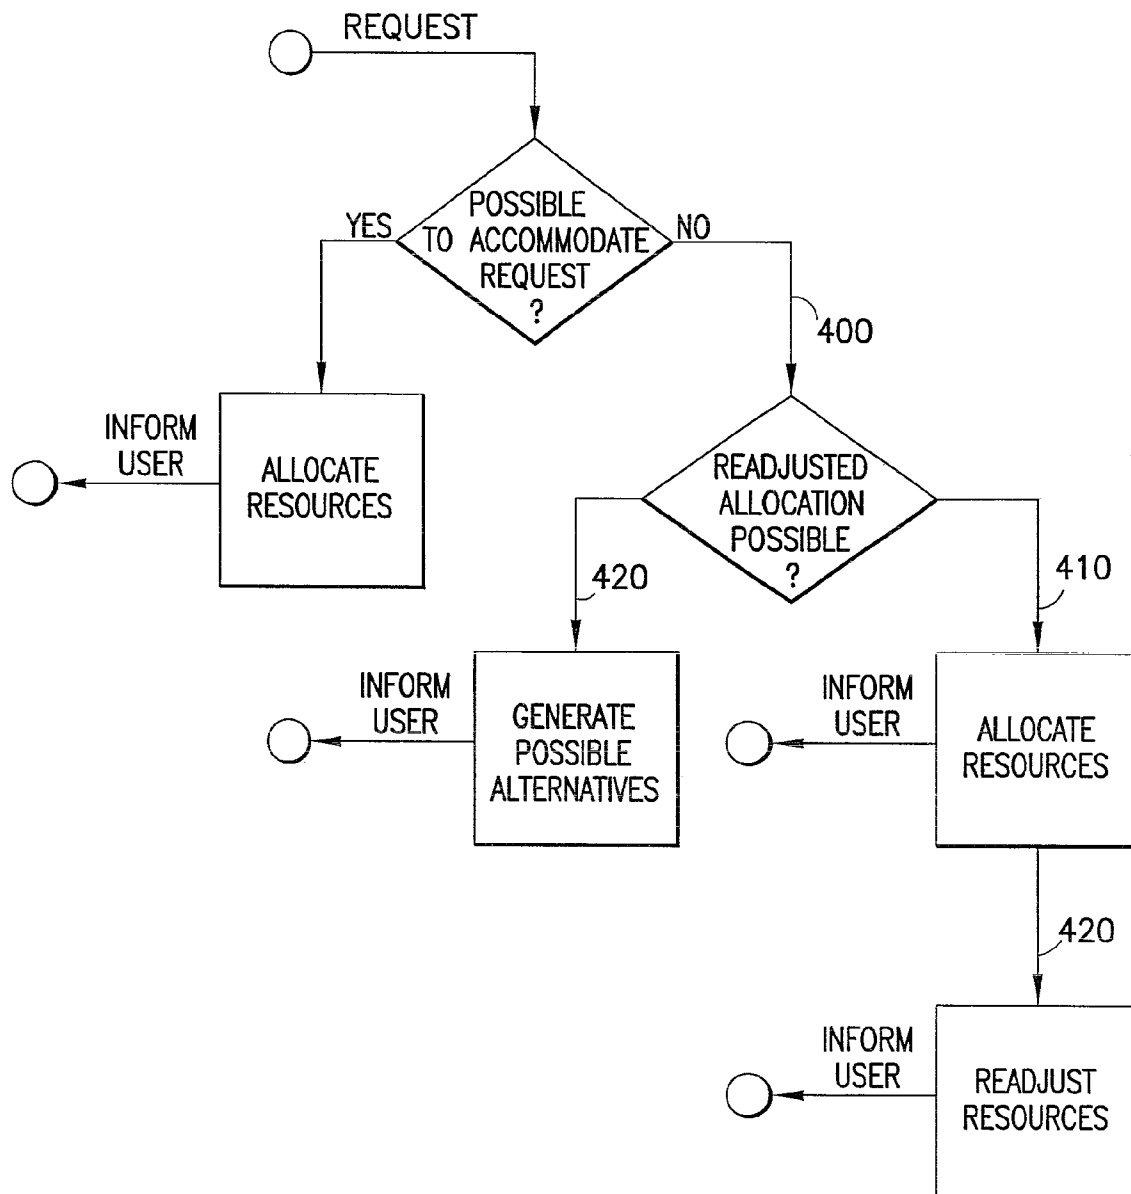 REQUEST
POSSIBLE
TO ACCOMMODATE
REQUEST
?
YES
NO
400
INFORM
USER
ALLOCATE
RESOURCES
READJUSTED
ALLOCATION
POSSIBLE
?
420
410
INFORM
USER
GENERATE
POSSIBLE
ALTERNATIVES
INFORM
USER
ALLOCATE
RESOURCES
420
INFORM
USER
READJUST
RESOURCES